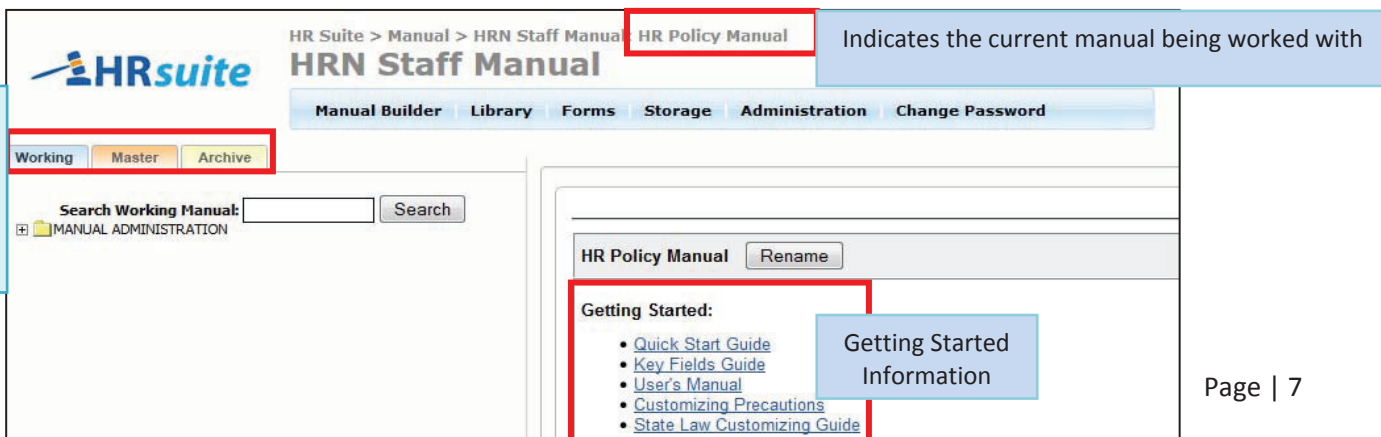 HR Suite > Manual > HRN Staff Manual: HR Policy Manual
Indicates the current manual being worked with
HRsuite
HRN Staff Manual
Manual Builder Library Forms Storage Administration Change Password
Working Master Archive
Search Working Manual: Search
MANUAL ADMINISTRATION
HR Policy Manual Rename
Getting Started:
• Quick Start Guide
• Key Fields Guide
• User's Manual
• Customizing Precautions
• State Law Customizing Guide
Getting Started
Information
Page | 7